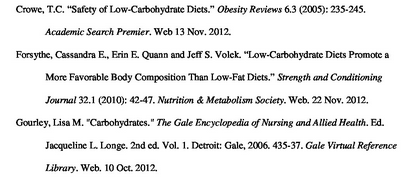 Crowe, T.C. “Safety of Low-Carbohydrate Diets.” Obesity Reviews 6.3 (2005): 235-245.
Academic Search Premier. Web 13 Nov. 2012.
Forsythe, Cassandra E., Erin E. Quann and Jeff S. Volek. “Low-Carbohydrate Diets Promote a
More Favorable Body Composition Than Low-Fat Diets.” Strength and Conditioning
Journal 32.1 (2010): 42-47. Nutrition & Metabolism Society. Web. 22 Nov. 2012.
Gourley, Lisa M. "Carbohydrates." The Gale Encyclopedia of Nursing and Allied Health. Ed.
Jacqueline L. Longe. 2nd ed. Vol. 1. Detroit: Gale, 2006. 435-37. Gale Virtual Reference
Library. Web. 10 Oct. 2012.